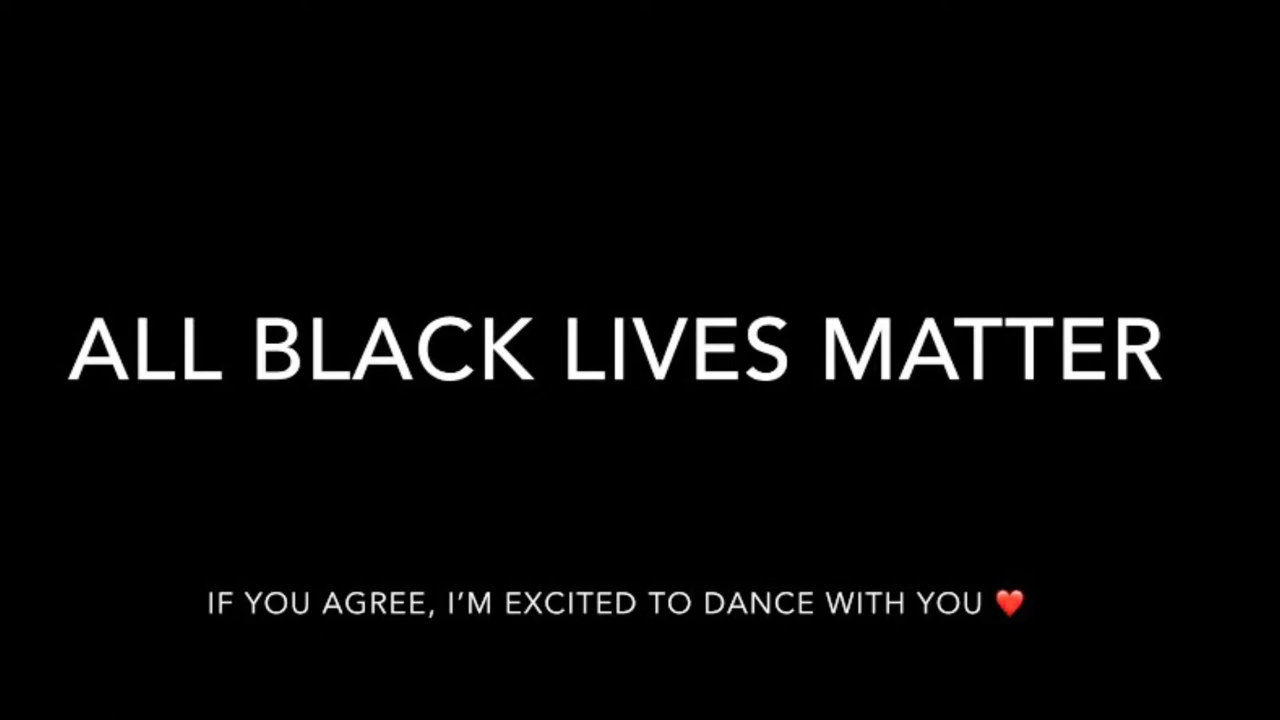 ALL BLACK LIVES MATTER
IF YOU AGREE, I’M EXCITED TO DANCE WITH YOU ❤️